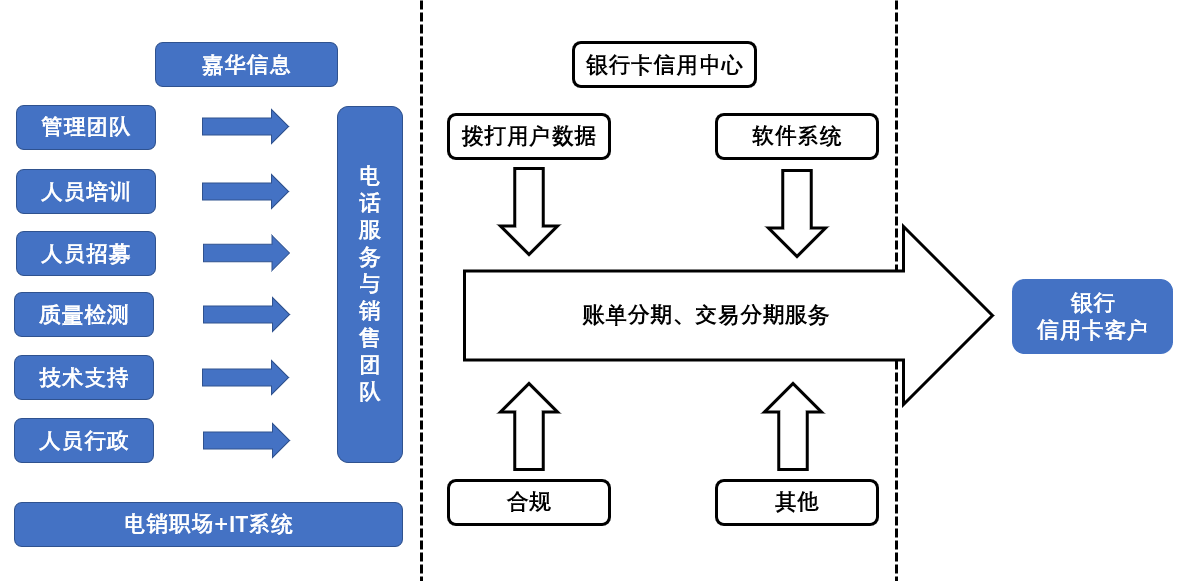 嘉华信息
管理团队
人员培训
人员招募
质量检测
技术支持
人员行政
电话服务与销售团队
电销职场+IT系统
银行卡信用中心
拨打用户数据
软件系统
账单分期、交易分期服务
合规
其他
银行
信用卡客户